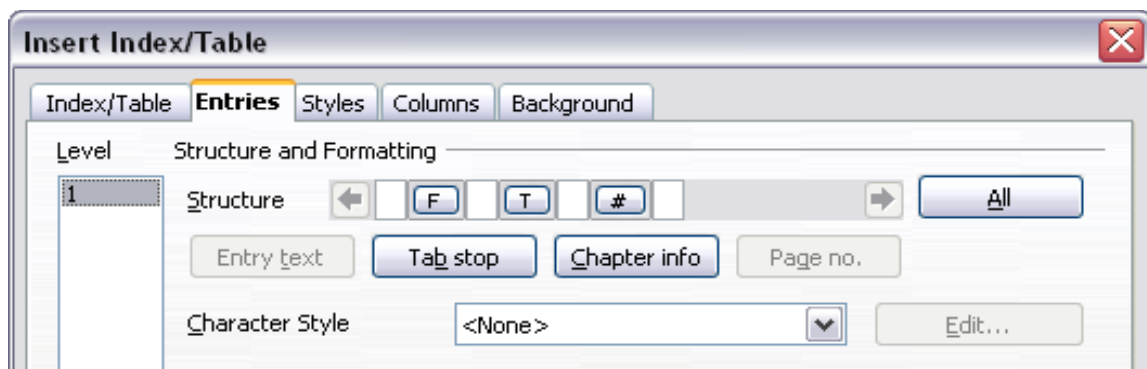 Insert Index/Table
Index/Table Entries Styles Columns Background
Level Structure and Formatting
1 Structure F T # All
Entry text Tab stop Chapter info Page no.
Character Style <None> Edit...